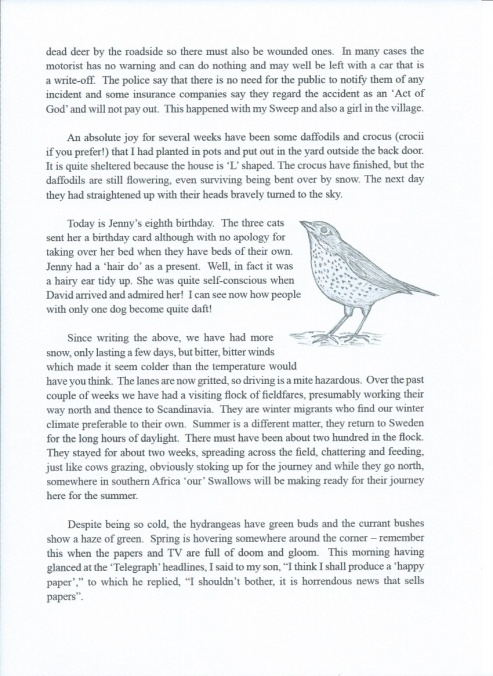 dead deer by the roadside so there must also be wounded ones. In many cases the
motorist has no warning and can do nothing and may well be left with a car that is
a write-off. The police say that there is no need for the public to notify them of any
incident and some insurance companies say they regard the accident as an ‘Act of
God’ and will not pay out. This happened with my Sweep and also a girl in the village.
An absolute joy for several weeks have been some daffodils and crocus (crocii
if you prefer!) that I had planted in pots and put out in the yard outside the back door.
It is quite sheltered because the house is ‘L’ shaped. The crocus have finished, but the
daffodils are still flowering, even surviving being bent over by snow. The next day
they had straightened up with their heads bravely turned to the sky.
Today is Jenny’s eighth birthday. The three cats
sent her a birthday card although with no apology for
taking over her bed when they have beds of their own.
Jenny had a ‘hair do’ as a present. Well, in fact it was
a hairy ear tidy up. She was quite self-conscious when
David arrived and admired her! I can see now how people
with only one dog become quite daft!
Since writing the above, we have had more
snow, only lasting a few days, but bitter, bitter winds
which made it seem colder than the temperature would
have you think. The lanes are now gritted, so driving is a mite hazardous. Over the past
couple of weeks we have had a visiting flock of fieldfares, presumably working their
way north and thence to Scandinavia. They are winter migrants who find our winter
climate preferable to their own. Summer is a different matter, they return to Sweden
for the long hours of daylight. There must have been about two hundred in the flock.
They stayed for about two weeks, spreading across the field, chattering and feeding,
just like cows grazing, obviously stoking up for the journey and while they go north,
somewhere in southern Africa ‘our’ Swallows will be making ready for their journey
here for the summer.
Despite being so cold, the hydrangeas have green buds and the currant bushes
show a haze of green. Spring is hovering somewhere around the corner – remember
this when the papers and TV are full of doom and gloom. This morning having
glanced at the ‘Telegraph’ headlines, I said to my son, “I think I shall produce a ‘happy
paper’,” to which he replied, “I shouldn’t bother, it is horrendous news that sells
papers”.